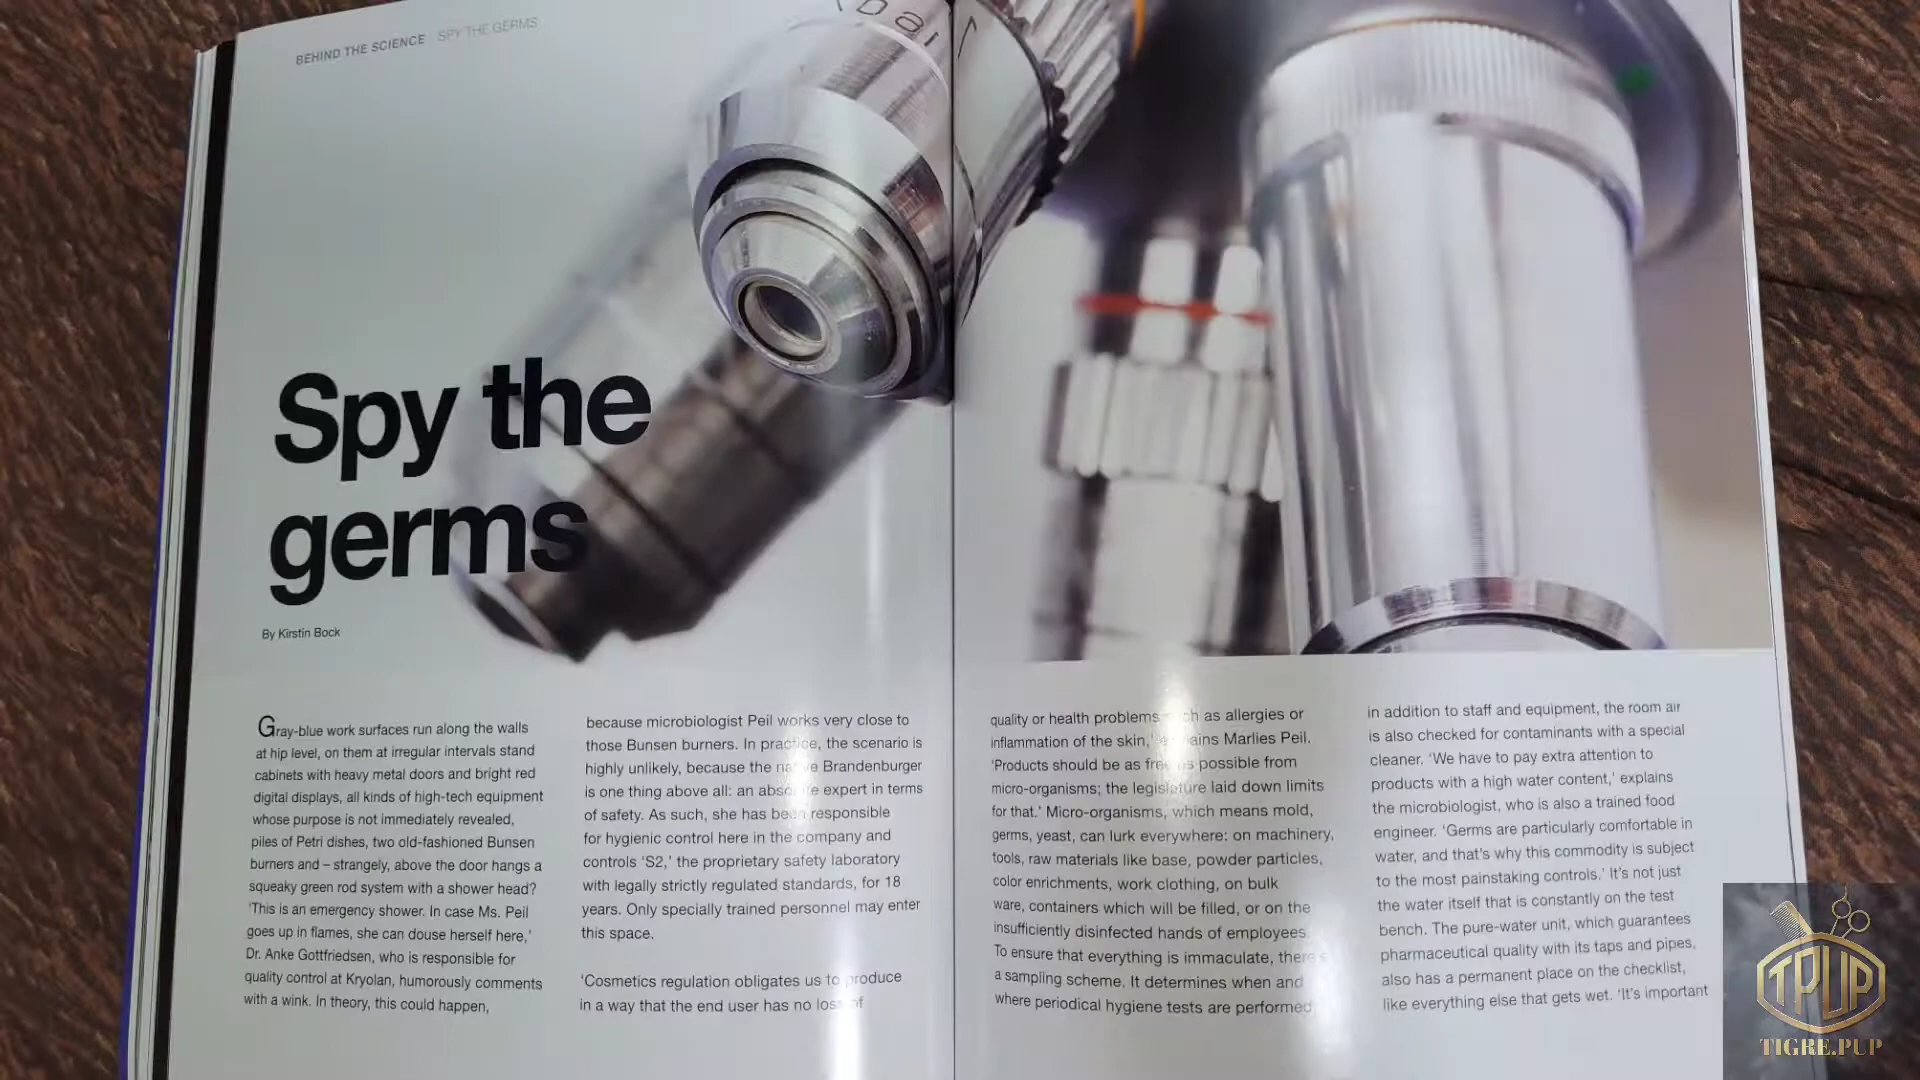 BEHIND THE SCIENCE SPY THE GERMS
Spy the
germs
By Kirstin Bock
Gray-blue work surfaces run along the walls
at hip level, on them at irregular intervals stand
cabinets with heavy metal doors and bright red
digital displays, all kinds of high-tech equipment
whose purpose is not immediately revealed,
piles of Petri dishes, two old-fashioned Bunsen
burners and – strangely, above the door hangs a
squeaky green rod system with a shower head?
'This is an emergency shower. In case Ms. Peil
goes up in flames, she can douse herself here,'
Dr. Anke Gottfriedsen, who is responsible for
quality control at Kryolan, humorously comments
with a wink. In theory, this could happen,
because microbiologist Peil works very close to
those Bunsen burners. In practice, the scenario is
highly unlikely, because the native Brandenburger
is one thing above all: an absolute expert in terms
of safety. As such, she has been responsible
for hygienic control here in the company and
controls 'S2,' the proprietary safety laboratory
with legally strictly regulated standards, for 18
years. Only specially trained personnel may enter
this space.
'Cosmetics regulation obligates us to produce
in a way that the end user has no loss of
quality or health problems such as allergies or
inflammation of the skin,' explains Marlies Peil.
'Products should be as free as possible from
micro-organisms; the legislature laid down limits
for that.' Micro-organisms, which means mold,
germs, yeast, can lurk everywhere: on machinery,
tools, raw materials like base, powder particles,
color enrichments, work clothing, on bulk
ware, containers which will be filled, or on the
insufficiently disinfected hands of employees.
To ensure that everything is immaculate, there's
a sampling scheme. It determines when and
where periodical hygiene tests are performed;
in addition to staff and equipment, the room air
is also checked for contaminants with a special
cleaner. 'We have to pay extra attention to
products with a high water content,' explains
the microbiologist, who is also a trained food
engineer. 'Germs are particularly comfortable in
water, and that's why this commodity is subject
to the most painstaking controls.' It's not just
the water itself that is constantly on the test
bench. The pure-water unit, which guarantees
pharmaceutical quality with its taps and pipes,
also has a permanent place on the checklist,
like everything else that gets wet. 'It's important
TPUP
TIGRE.PUP